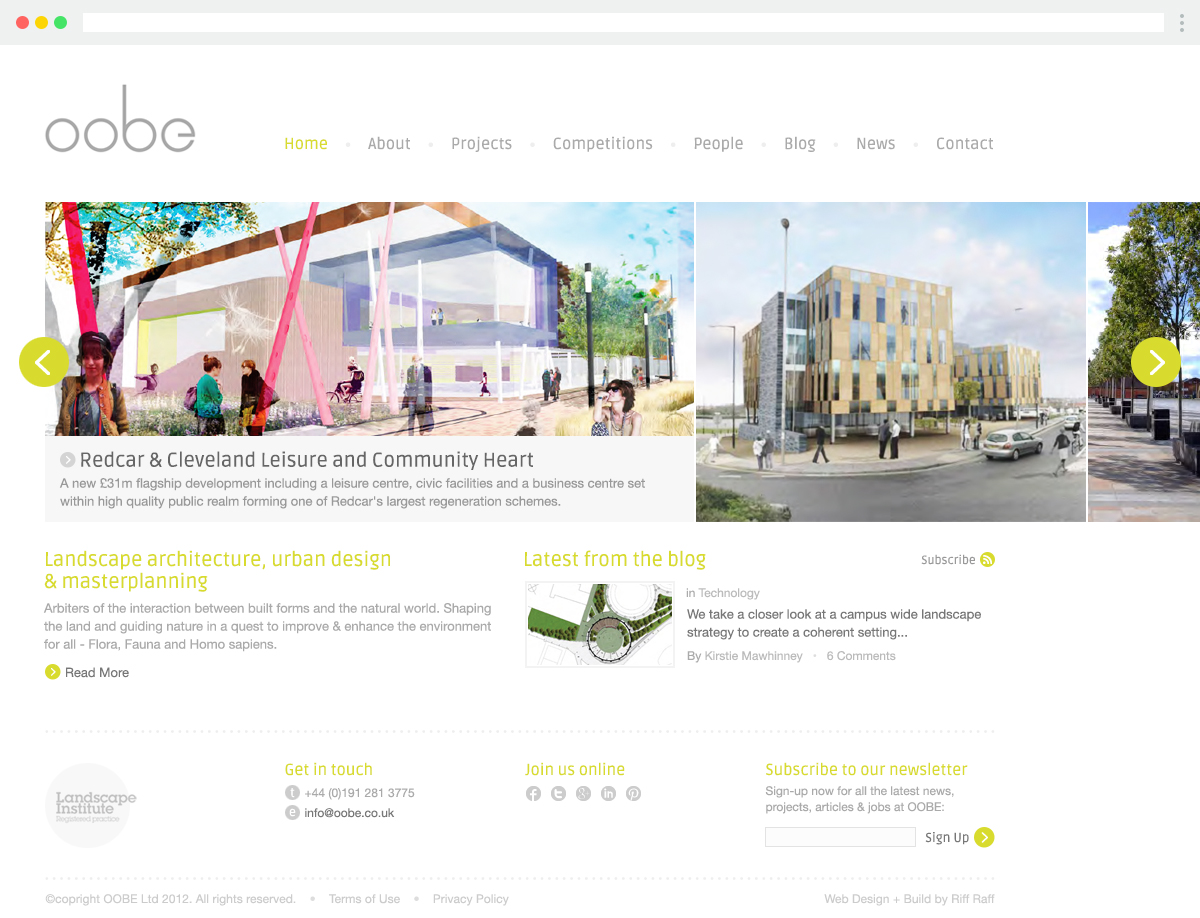 oobe
Home • About • Projects • Competitions • People • Blog • News • Contact
Redcar & Cleveland Leisure and Community Heart
A new £31m flagship development including a leisure centre, civic facilities and a business centre set
within high quality public realm forming one of Redcar's largest regeneration schemes.
Landscape architecture, urban design
& masterplanning
Arbiters of the interaction between built forms and the natural world. Shaping
the land and guiding nature in a quest to improve & enhance the environment
for all - Flora, Fauna and Homo sapiens.
Read More
Latest from the blog
Subscribe
in Technology
We take a closer look at a campus wide landscape
strategy to create a coherent setting...
By Kirstie Mawhinney • 6 Comments
Landscape
Institute
Registered practice
Get in touch
t +44 (0)191 281 3775
e info@oobe.co.uk
Join us online
Subscribe to our newsletter
Sign-up now for all the latest news,
projects, articles & jobs at OOBE:
Sign Up
©copright OOBE Ltd 2012. All rights reserved. • Terms of Use • Privacy Policy
Web Design + Build by Riff Raff